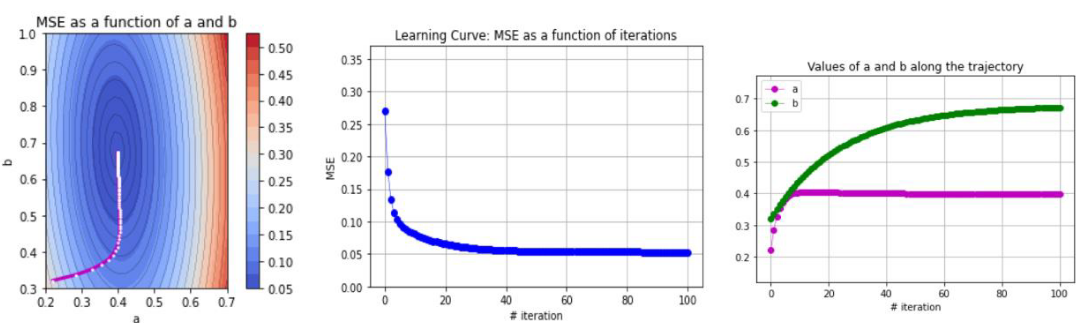 MSE as a function of a and b
1.0
0.9
0.8
0.7
0.6
0.5
0.4
0.3
b
0.2 0.3 0.4 0.5 0.6 0.7
a
0.50
0.45
0.40
0.35
0.30
0.25
0.20
0.15
0.10
0.05
Learning Curve: MSE as a function of iterations
0.35
0.30
0.25
0.20
0.15
0.10
0.05
0.00
MSE
0 20 40 60 80 100
# iteration
Values of a and b along the trajectory
a
b
0.7
0.6
0.5
0.4
0.3
0.2
0 20 40 60 80 100
# iteration